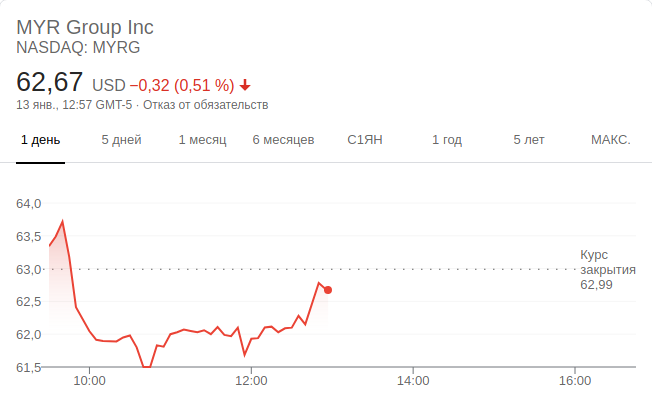 MYR Group Inc
NASDAQ: MYRG
62,67 USD −0,32 (0,51 %)
13 янв., 12:57 GMT-5 · Отказ от обязательств
1 день 5 дней 1 месяц 6 месяцев С1ЯН 1 год 5 лет МАКС.
64,0
63,5
Курс
63,0 закрытия
62,99
62,5
62,0
61,5
10:00 12:00 14:00 16:00